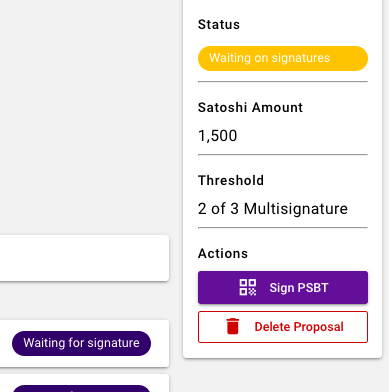 Status
Waiting on signatures
Satoshi Amount
1,500
Threshold
2 of 3 Multisignature
Actions
Sign PSBT
Delete Proposal
Waiting for signature